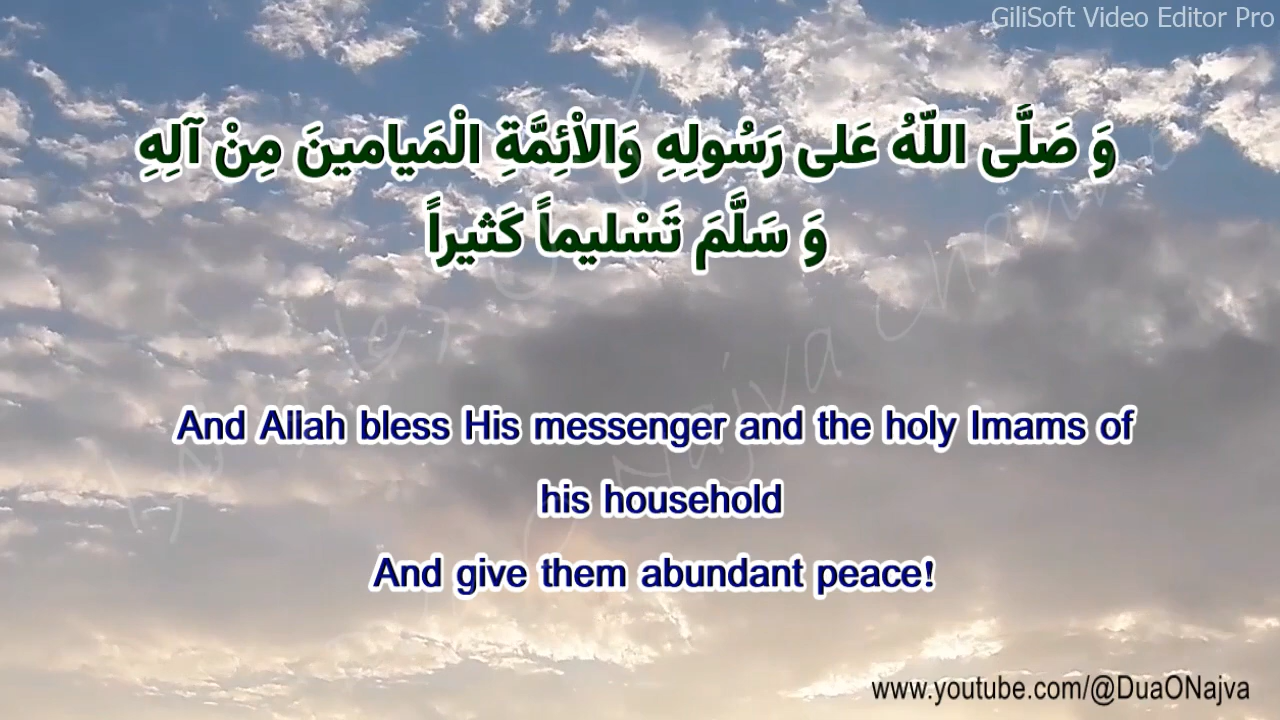 GiliSoft Video Editor Pro
وَ صَلَّى اللّهُ عَلى رَسُولِهِ وَالاْئِمَّةِ الْمَيامينَ مِنْ آلِهِ
وَ سَلَّمَ تَسْليماً كَثيراً
And Allah bless His messenger and the holy Imams of
his household
And give them abundant peace!
www.youtube.com/@DuaONajva